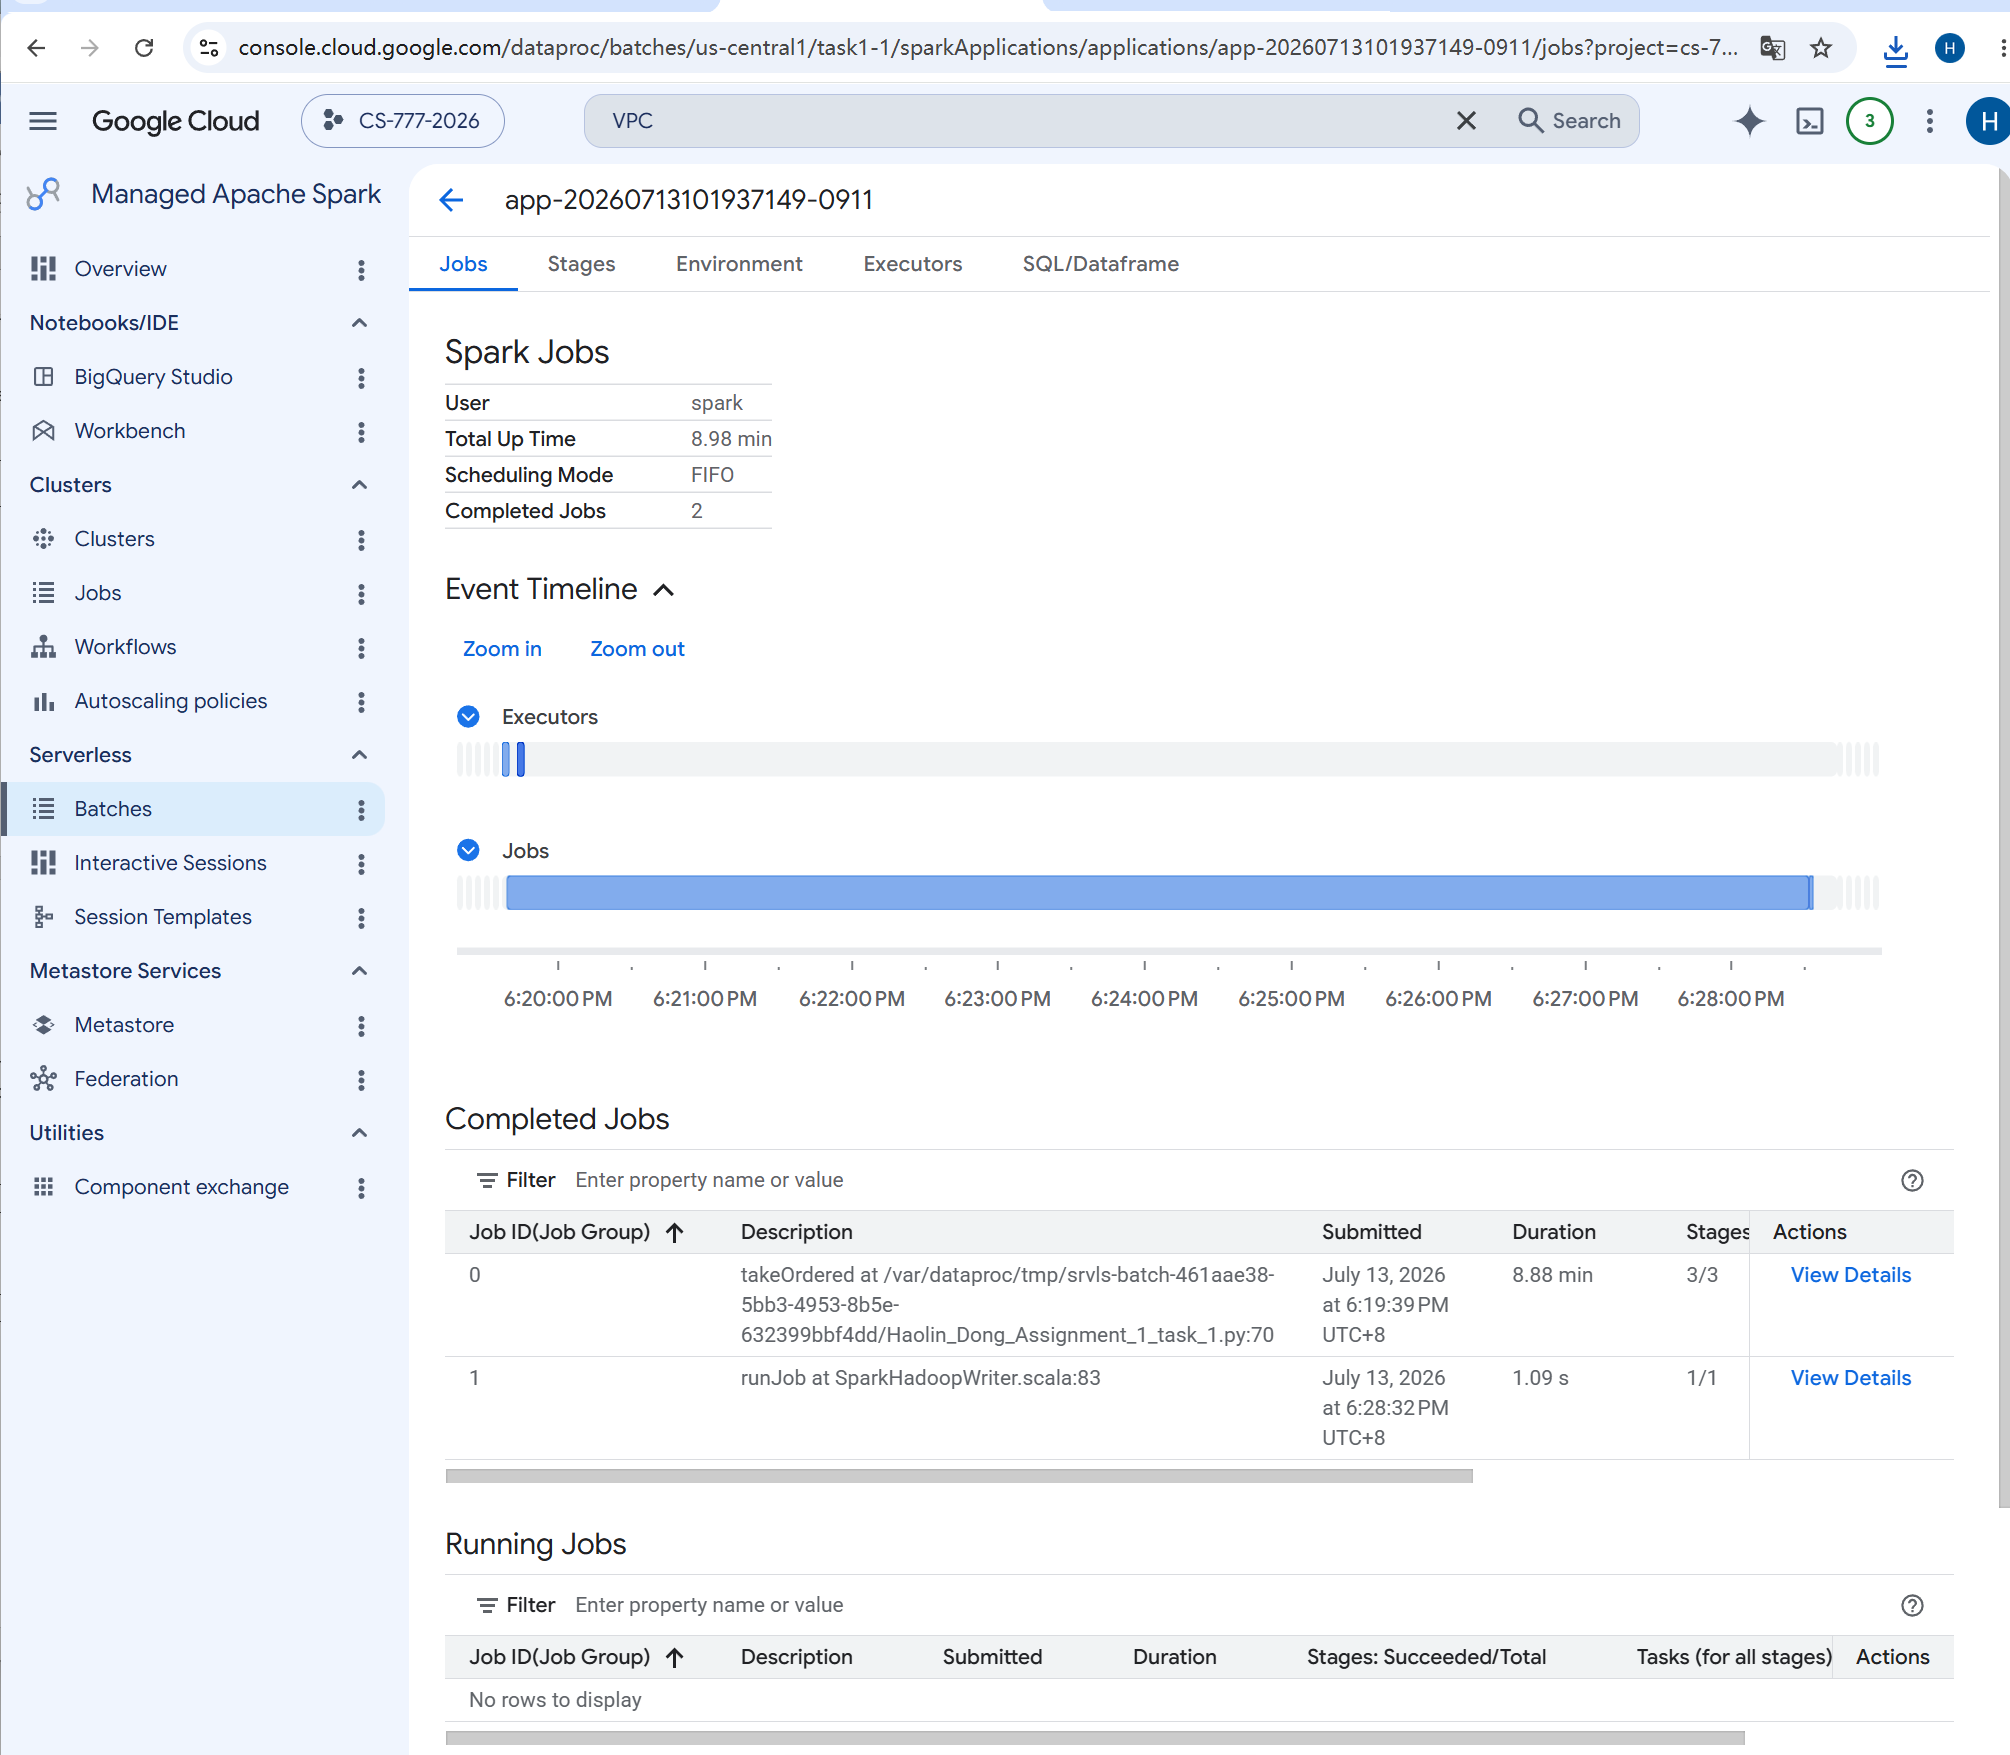 console.cloud.google.com/dataproc/batches/us-central1/task1-1/sparkApplications/applications/app-20260713101937149-0911/jobs?project=cs-7...
H
Google Cloud
CS-777-2026
VPC
Search
3
H
Managed Apache Spark
Overview
Notebooks/IDE
BigQuery Studio
Workbench
Clusters
Clusters
Jobs
Workflows
Autoscaling policies
Serverless
Batches
Interactive Sessions
Session Templates
Metastore Services
Metastore
Federation
Utilities
Component exchange
app-20260713101937149-0911
Jobs Stages Environment Executors SQL/Dataframe
Spark Jobs
User spark
Total Up Time 8.98 min
Scheduling Mode FIFO
Completed Jobs 2
Event Timeline
Zoom in Zoom out
Executors
Jobs
6:20:00 PM 6:21:00 PM 6:22:00 PM 6:23:00 PM 6:24:00 PM 6:25:00 PM 6:26:00 PM 6:27:00 PM 6:28:00 PM
Completed Jobs
Filter Enter property name or value
Job ID(Job Group) Description Submitted Duration Stages Actions
0 takeOrdered at /var/dataproc/tmp/srvls-batch-461aae38- July 13, 2026 8.88 min 3/3 View Details
5bb3-4953-8b5e- at 6:19:39 PM
632399bbf4dd/Haolin_Dong_Assignment_1_task_1.py:70 UTC+8
1 runJob at SparkHadoopWriter.scala:83 July 13, 2026 1.09 s 1/1 View Details
at 6:28:32 PM
UTC+8
Running Jobs
Filter Enter property name or value
Job ID(Job Group) Description Submitted Duration Stages: Succeeded/Total Tasks (for all stages) Actions
No rows to display